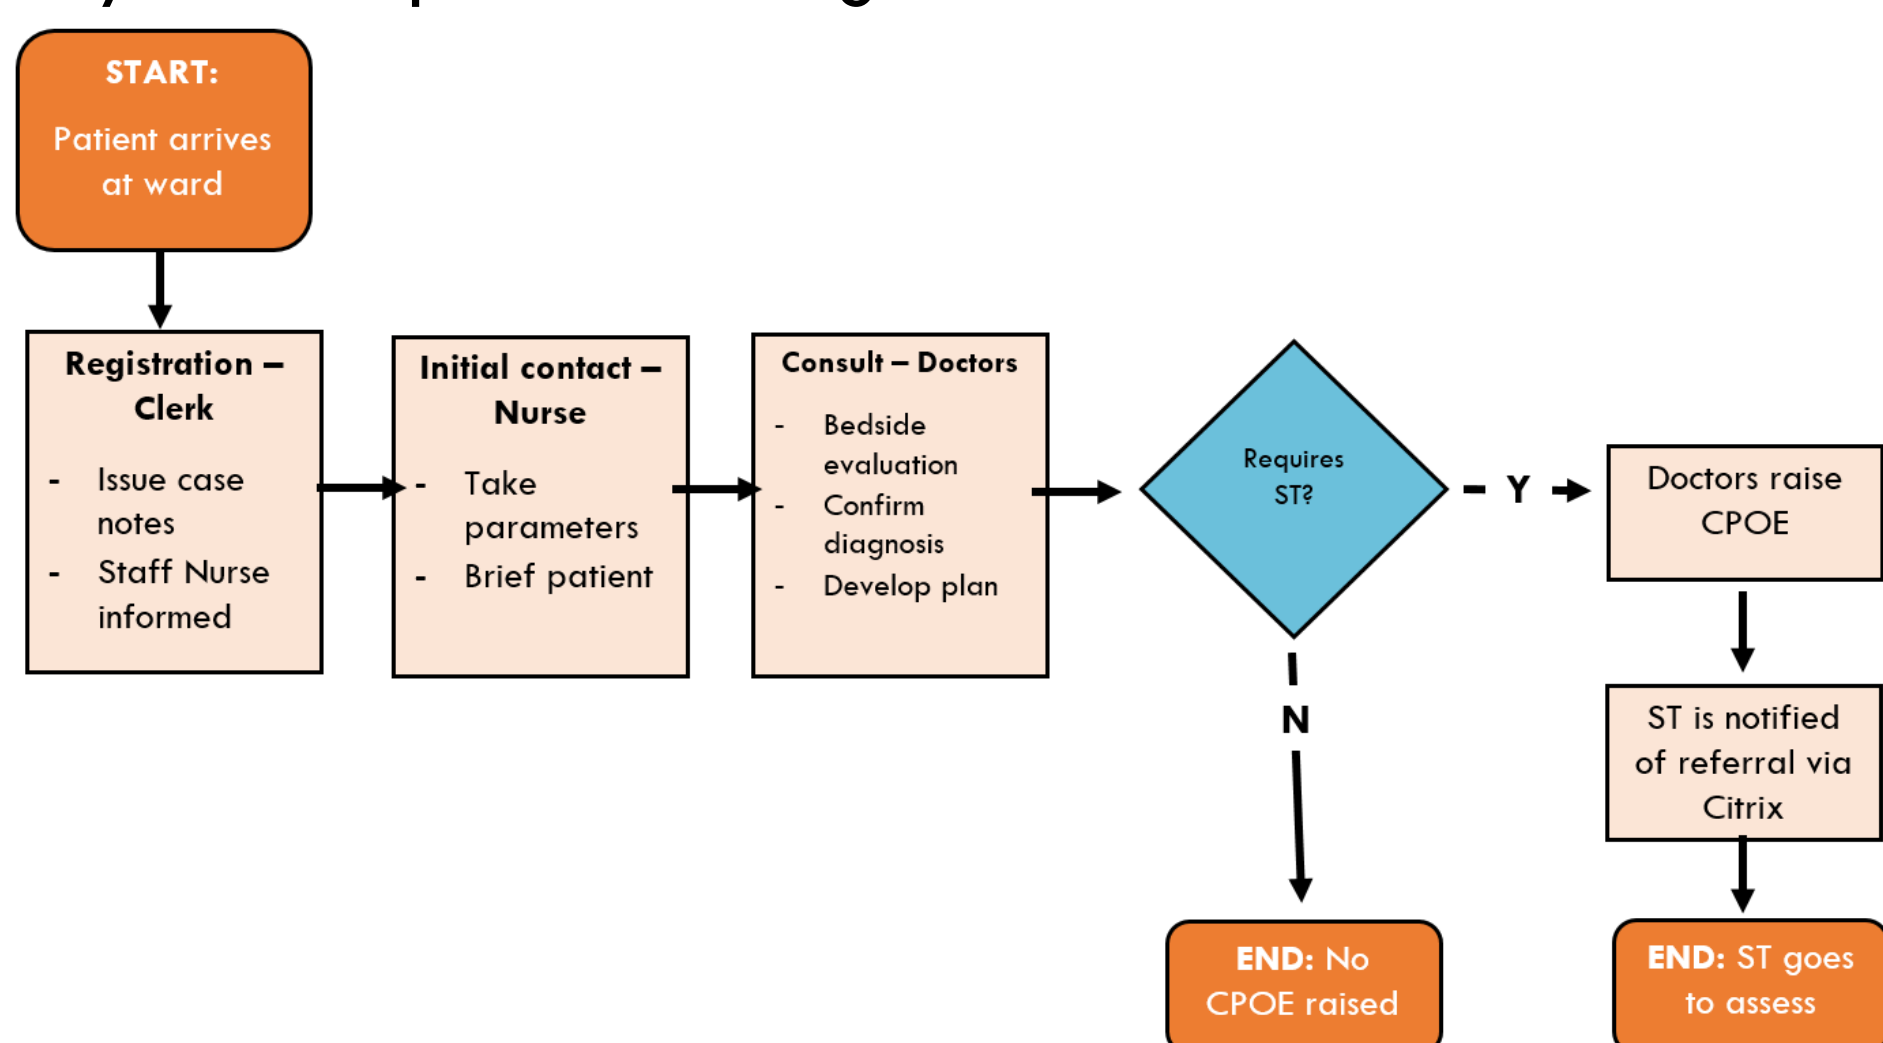 START:
Patient arrives
at ward
Registration –
Clerk
- Issue case
notes
- Staff Nurse
informed
Initial contact –
Nurse
- Take
parameters
- Brief patient
Consult – Doctors
- Bedside
evaluation
- Confirm
diagnosis
- Develop plan
Requires
ST?
Y
Doctors raise
CPOE
ST is notified
of referral via
Citrix
END: ST goes
to assess
N
END: No
CPOE raised